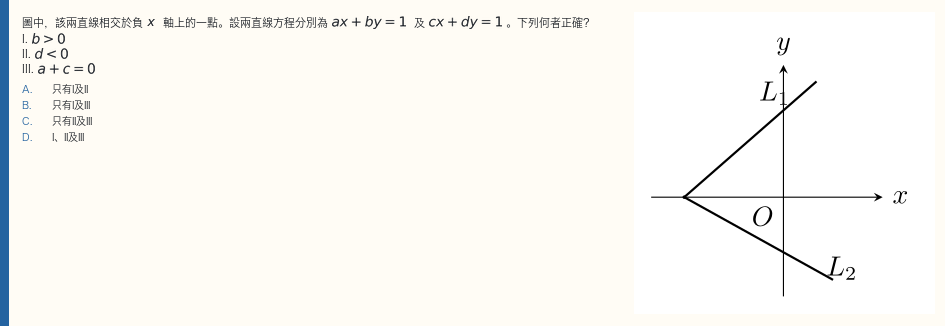 圖中，該兩直線相交於負 x 軸上的一點。設兩直線方程分別為 ax + by = 1 及 cx + dy = 1 。下列何者正確?
I. b > 0
II. d < 0
III. a + c = 0
A. 只有I及II
B. 只有I及III
C. 只有II及III
D. I、II及III
y
L1
x
O
L2